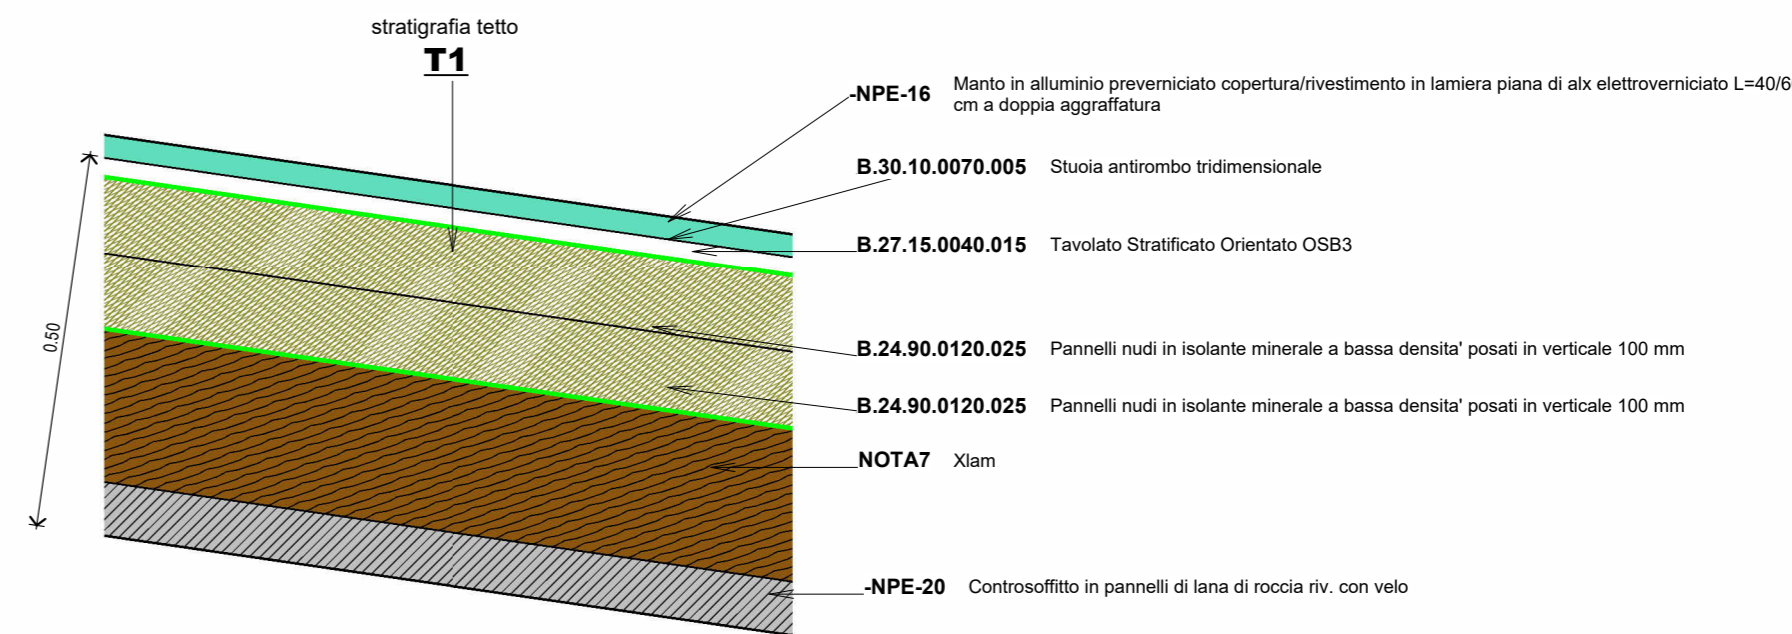 stratigrafia tetto
T1
-NPE-16 Manto in alluminio preverniciato copertura/rivestimento in lamiera piana di alx elettroverniciato L=40/6
cm a doppia aggraffatura
B.30.10.0070.005 Stuoia antirombo tridimensionale
B.27.15.0040.015 Tavolato Stratificato Orientato OSB3
0.50
B.24.90.0120.025 Pannelli nudi in isolante minerale a bassa densita' posati in verticale 100 mm
B.24.90.0120.025 Pannelli nudi in isolante minerale a bassa densita' posati in verticale 100 mm
NOTA7 Xlam
-NPE-20 Controsoffitto in pannelli di lana di roccia riv. con velo